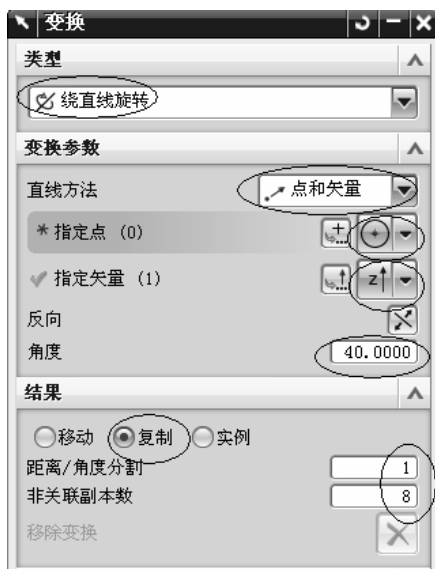 变换
类型
绕直线旋转
变换参数
直线方法 点和矢量
* 指定点 (0)
指定矢量 (1) Z
反向
角度 40.0000
结果
移动 复制 实例
距离/角度分割 1
非关联副本数 8
移除变换